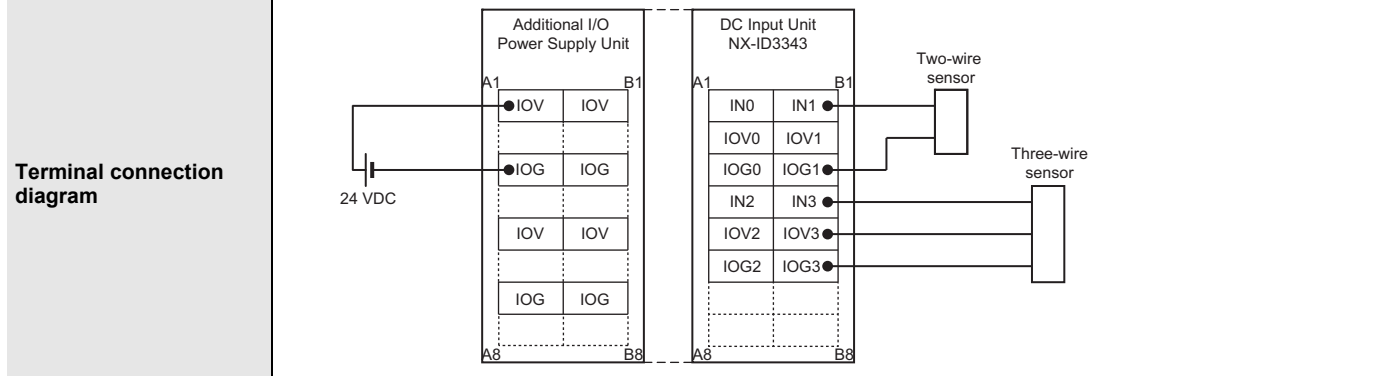 Terminal connection
diagram
Additional I/O
Power Supply Unit
A1 B1
IOV IOV
IOG IOG
IOV IOV
IOG IOG
A8 B8
24 VDC
DC Input Unit
NX-ID3343
A1 B1
IN0 IN1
IOV0 IOV1
IOG0 IOG1
IN2 IN3
IOV2 IOV3
IOG2 IOG3
A8 B8
Two-wire
sensor
Three-wire
sensor